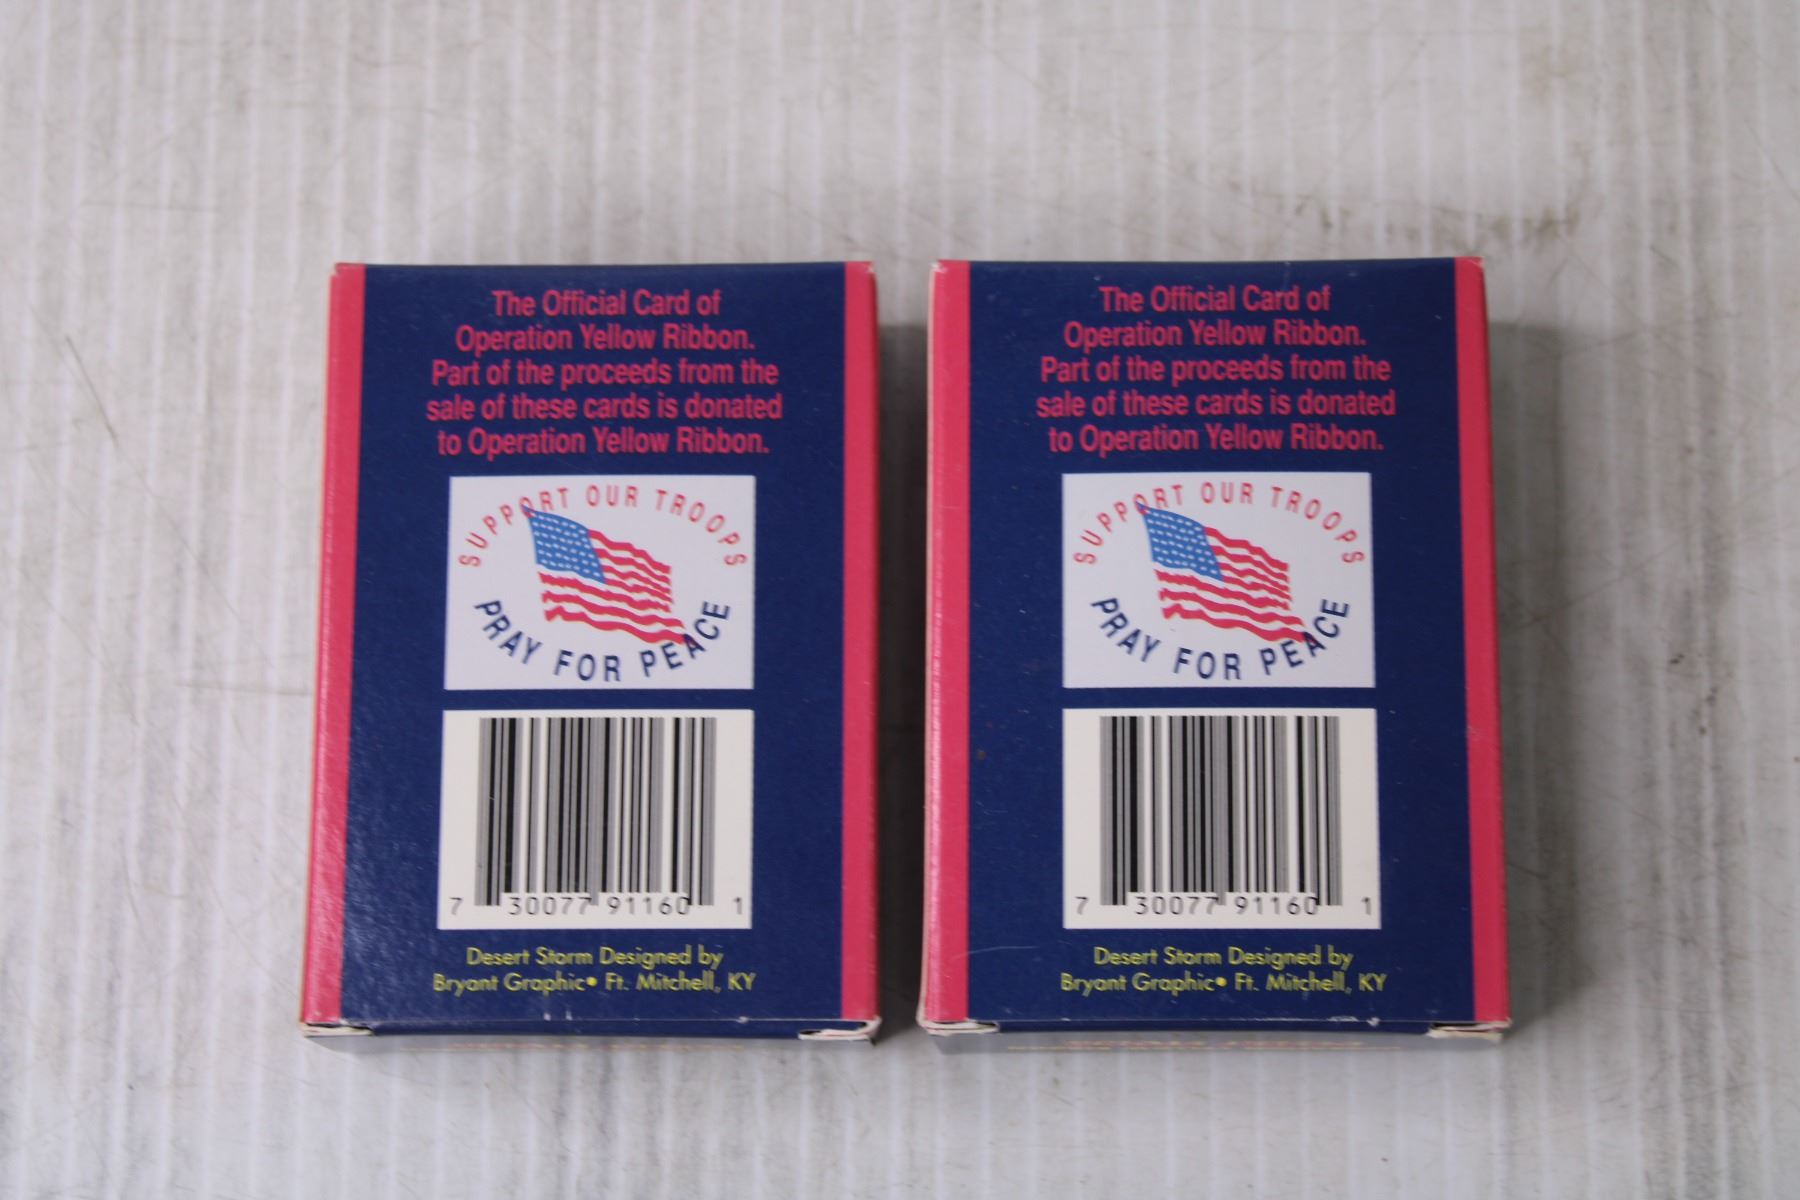 The Official Card of
Operation Yellow Ribbon.
Part of the proceeds from the
sale of these cards is donated
to Operation Yellow Ribbon.
SUPPORT OUR TROOPS
PRAY FOR PEACE
7 30077 91160 1
Desert Storm Designed by
Bryant Graphic• Ft. Mitchell, KY
The Official Card of
Operation Yellow Ribbon.
Part of the proceeds from the
sale of these cards is donated
to Operation Yellow Ribbon.
SUPPORT OUR TROOPS
PRAY FOR PEACE
7 30077 91160 1
Desert Storm Designed by
Bryant Graphic• Ft. Mitchell, KY